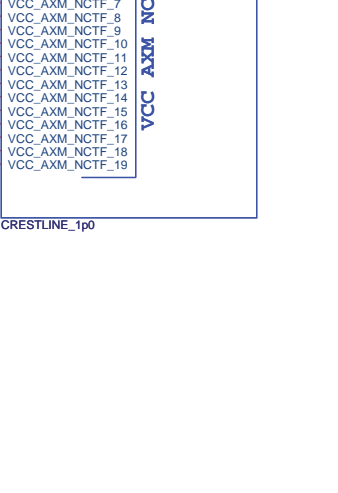 VCC_AXM_NCTF_7
VCC_AXM_NCTF_8
VCC_AXM_NCTF_9
VCC_AXM_NCTF_10
VCC_AXM_NCTF_11
VCC_AXM_NCTF_12
VCC_AXM_NCTF_13
VCC_AXM_NCTF_14
VCC_AXM_NCTF_15
VCC_AXM_NCTF_16
VCC_AXM_NCTF_17
VCC_AXM_NCTF_18
VCC_AXM_NCTF_19
VCC AXM NC
CRESTLINE_1p0